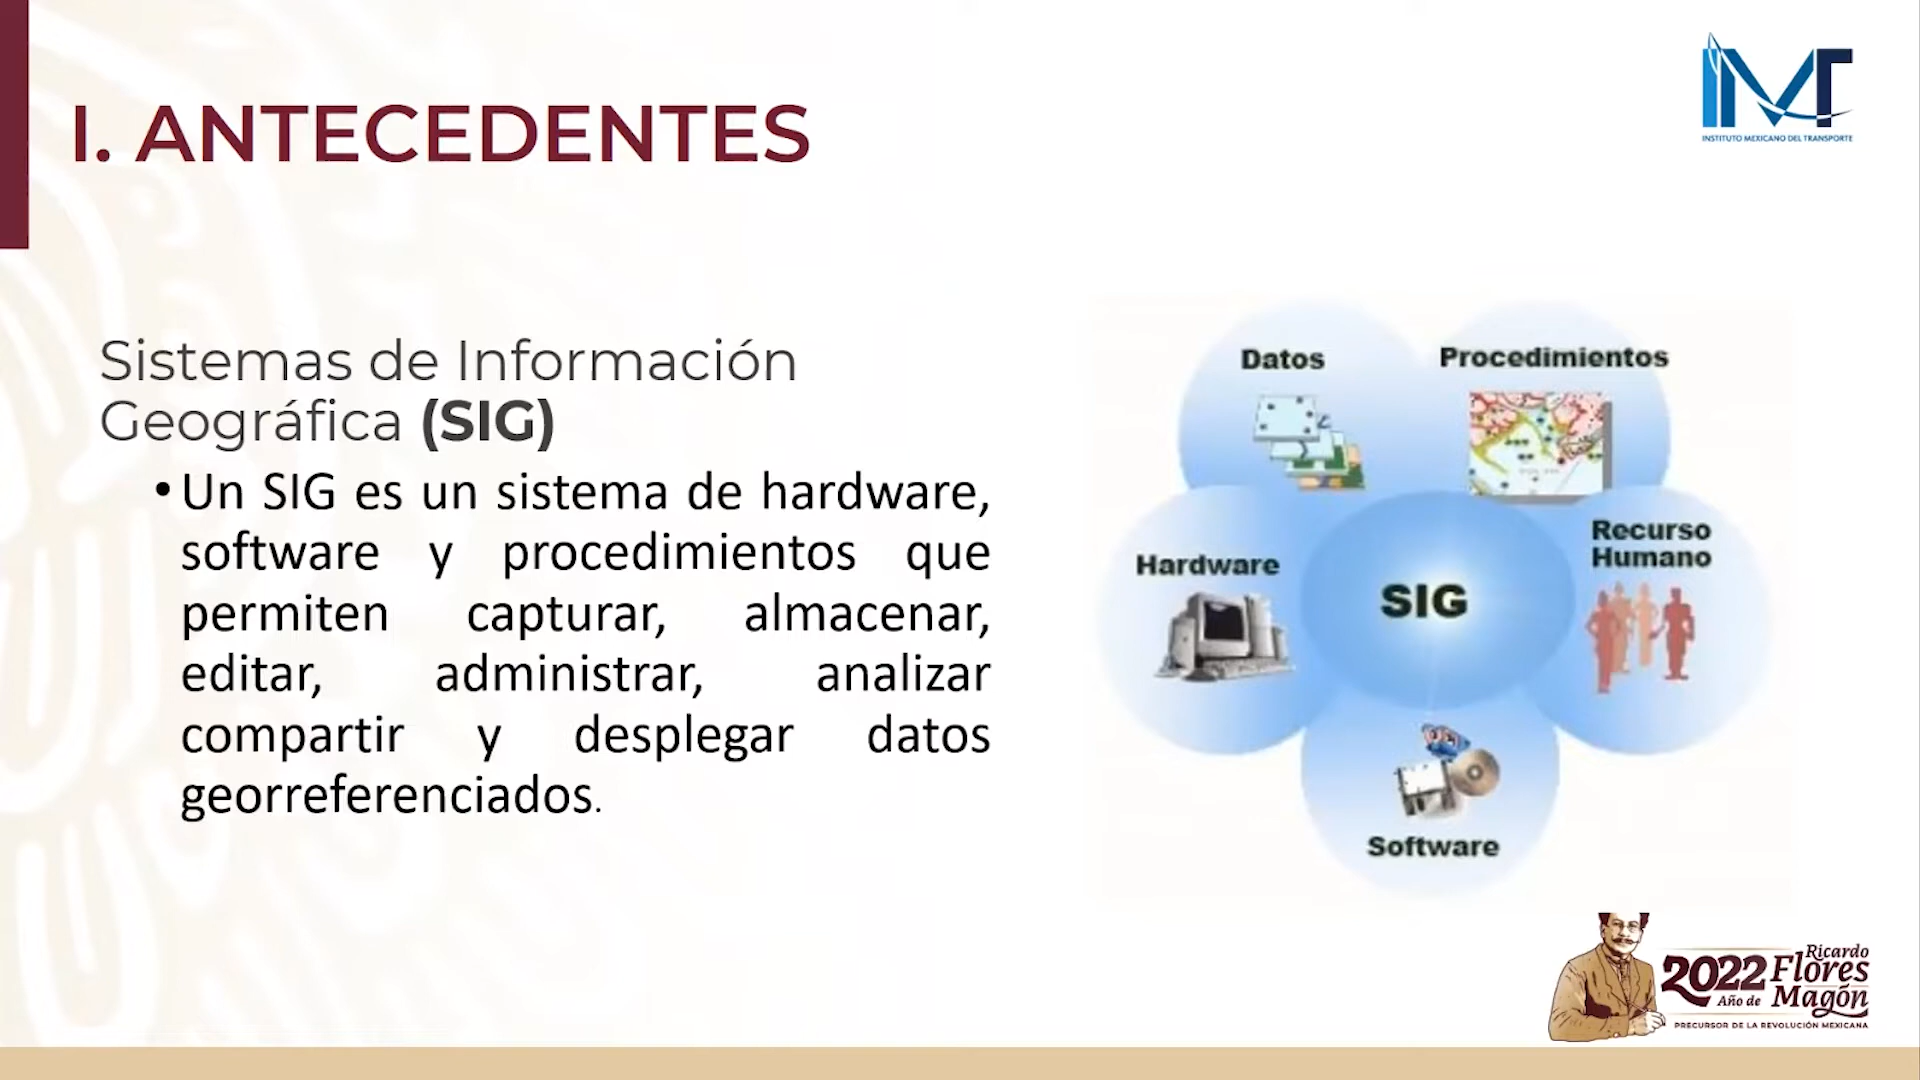 I. ANTECEDENTES
IMT
INSTITUTO MEXICANO DEL TRANSPORTE
Sistemas de Información
Geográfica (SIG)
• Un SIG es un sistema de hardware,
software y procedimientos que
permiten capturar, almacenar,
editar, administrar, analizar
compartir y desplegar datos
georreferenciados.
Datos
Procedimientos
Hardware
Recurso
Humano
SIG
Software
2022
Año de
Ricardo
Flores
Magón
PRECURSOR DE LA REVOLUCIÓN MEXICANA